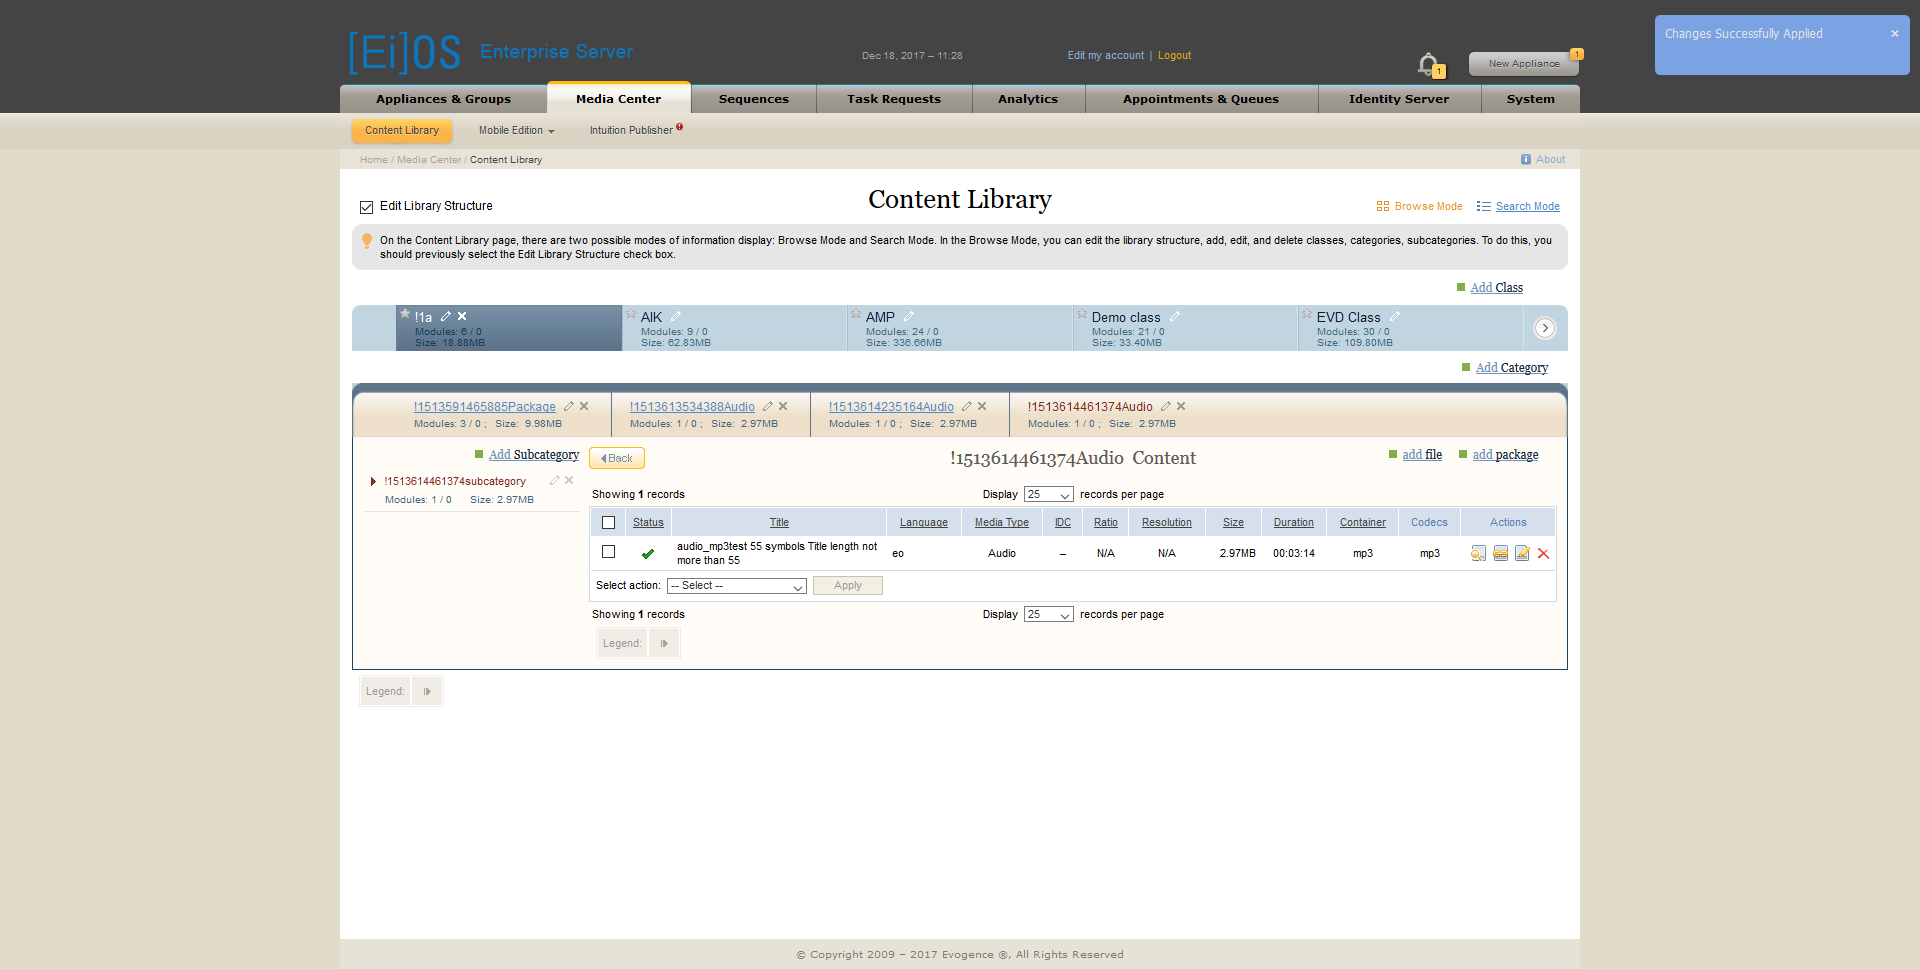 [Ei]OS Enterprise Server
Dec 18, 2017 – 11:28
Edit my account | Logout
1
New Appliance
1
Changes Successfully Applied
×
Appliances & Groups
Media Center
Sequences
Task Requests
Analytics
Appointments & Queues
Identity Server
System
Content Library
Mobile Edition
Intuition Publisher
Home / Media Center / Content Library
About
Edit Library Structure
Content Library
Browse Mode
Search Mode
On the Content Library page, there are two possible modes of information display: Browse Mode and Search Mode. In the Browse Mode, you can edit the library structure, add, edit, and delete classes, categories, subcategories. To do this, you
should previously select the Edit Library Structure check box.
Add Class
!1a
Modules: 6 / 0
Size: 18.88MB
AIK
Modules: 9 / 0
Size: 62.83MB
AMP
Modules: 24 / 0
Size: 336.66MB
Demo class
Modules: 21 / 0
Size: 33.40MB
EVD Class
Modules: 30 / 0
Size: 109.80MB
Add Category
!1513591465885Package
Modules: 3 / 0 ; Size: 9.98MB
!1513613534388Audio
Modules: 1 / 0 ; Size: 2.97MB
!1513614235164Audio
Modules: 1 / 0 ; Size: 2.97MB
!1513614461374Audio
Modules: 1 / 0 ; Size: 2.97MB
Add Subcategory
!1513614461374subcategory
Modules: 1 / 0 Size: 2.97MB
Back
!1513614461374Audio Content
add file
add package
Showing 1 records
Display 25 records per page
Status Title Language Media Type IDC Ratio Resolution Size Duration Container Codecs Actions
audio_mp3test 55 symbols Title length not
more than 55
eo Audio – N/A N/A 2.97MB 00:03:14 mp3 mp3
Select action: -- Select -- Apply
Showing 1 records
Display 25 records per page
Legend:
Legend:
© Copyright 2009 – 2017 Evogence ®, All Rights Reserved